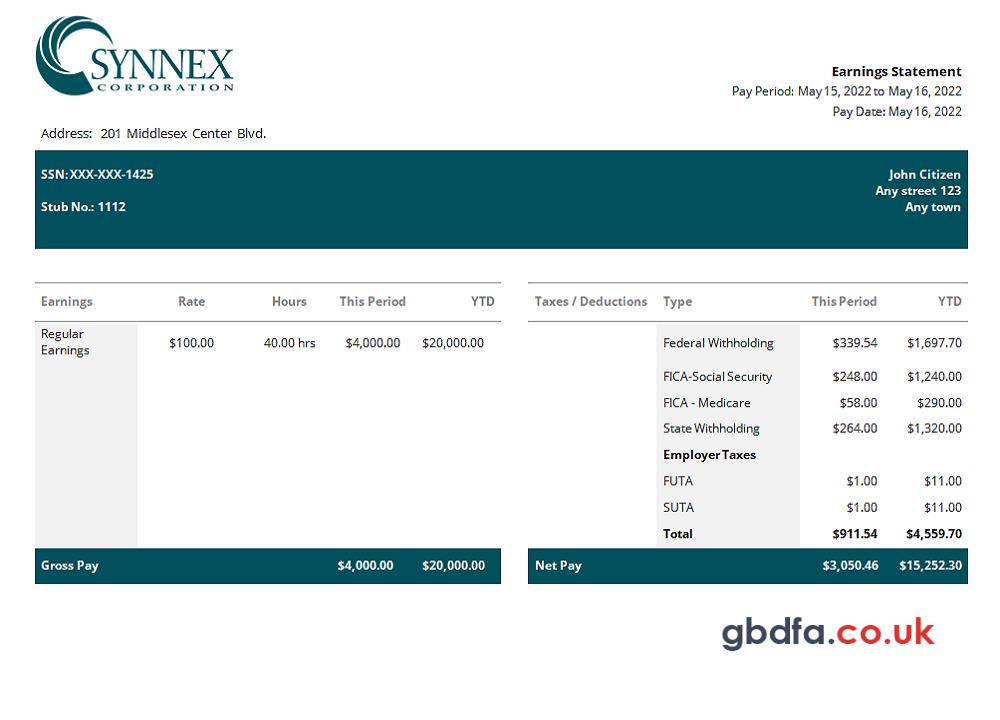 SYNNEX
CORPORATION
Earnings Statement
Pay Period: May 15, 2022 to May 16, 2022
Pay Date: May 16, 2022
Address: 201 Middlesex Center Blvd.
SSN: XXX-XXX-1425
John Citizen
Any street 123
Stub No.: 1112
Any town
Earnings Rate Hours This Period YTD
Regular
Earnings
$100.00 40.00 hrs $4,000.00 $20,000.00
Gross Pay $4,000.00 $20,000.00
Taxes / Deductions Type This Period YTD
Federal Withholding $339.54 $1,697.70
FICA-Social Security $248.00 $1,240.00
FICA - Medicare $58.00 $290.00
State Withholding $264.00 $1,320.00
Employer Taxes
FUTA $1.00 $11.00
SUTA $1.00 $11.00
Total $911.54 $4,559.70
Net Pay $3,050.46 $15,252.30
gbdfa.co.uk